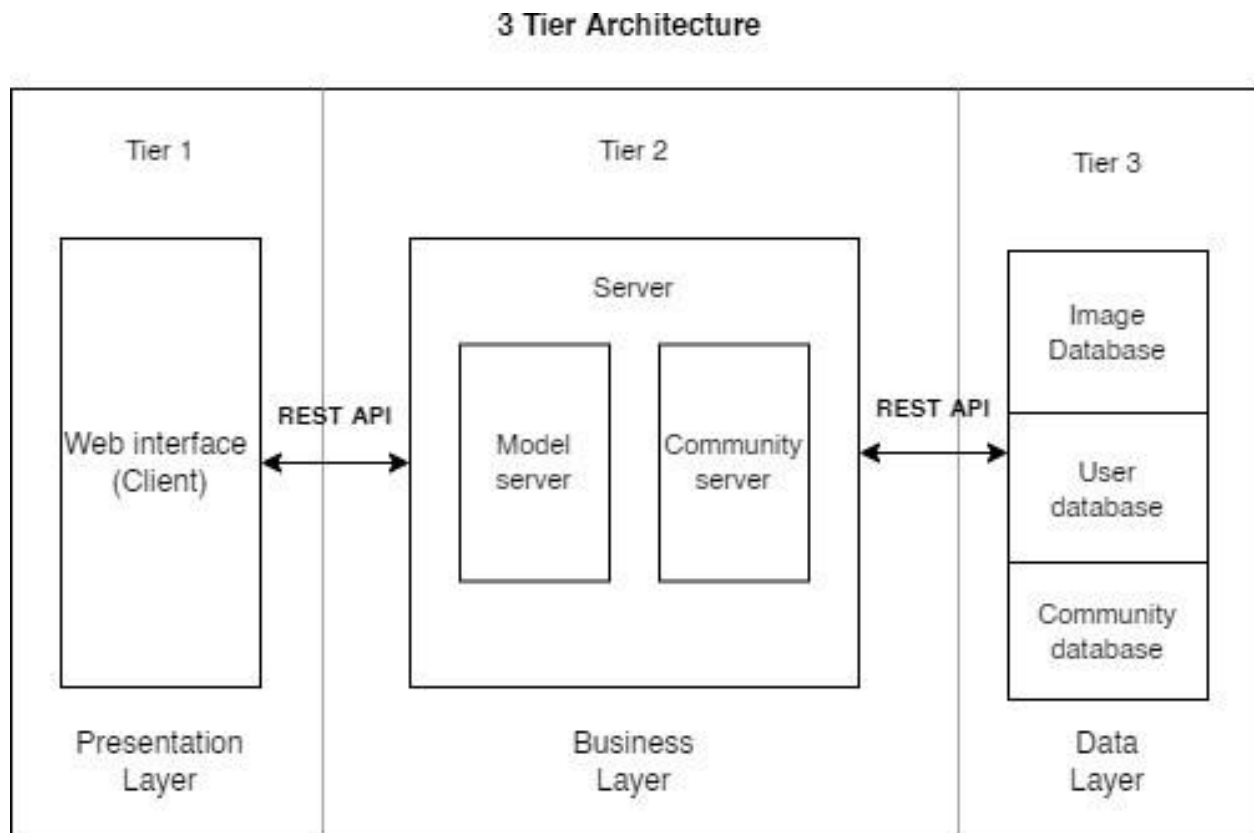 3 Tier Architecture
Tier 1
Tier 2
Tier 3
Server
Image
Database
REST API
REST API
Web interface
(Client)
Model
server
Community
server
User
database
Community
database
Presentation
Layer
Business
Layer
Data
Layer